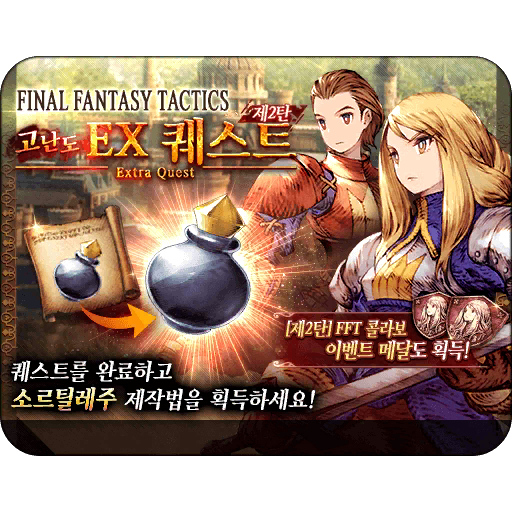 FINAL FANTASY TACTICS
제2탄
고난도 EX 퀘스트
Extra Quest
[제2탄] FFT 콜라보
이벤트 메달도 획득!
퀘스트를 완료하고
소르틸레주 제작법을 획득하세요!